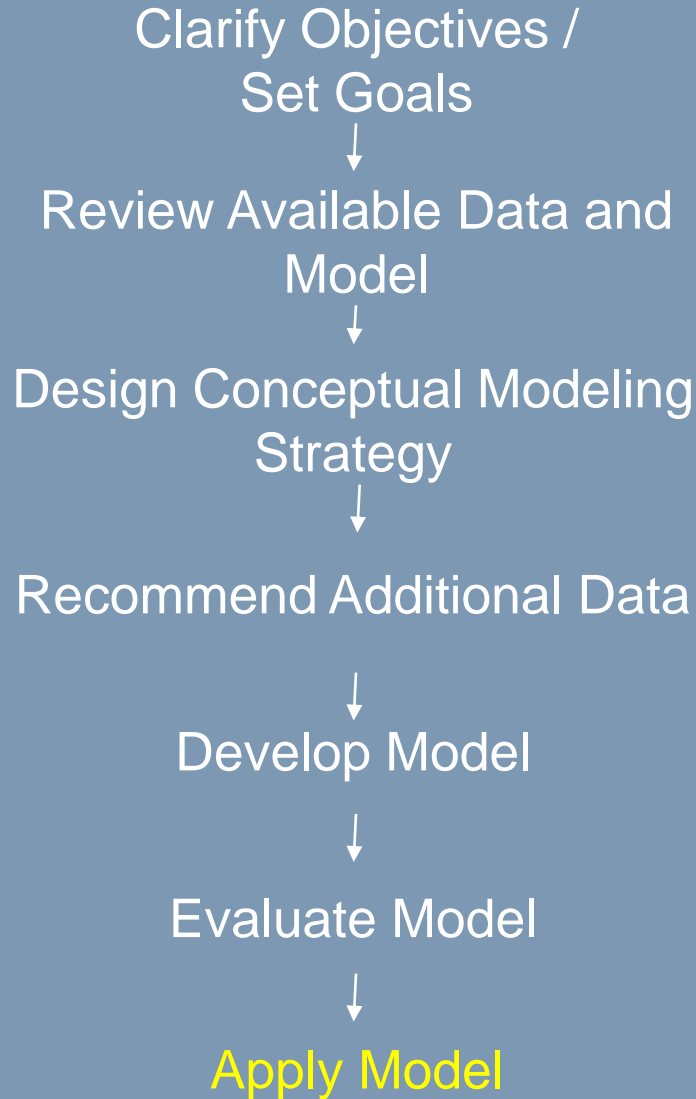 Clarify Objectives /
Set Goals
Review Available Data and
Model
Design Conceptual Modeling
Strategy
Recommend Additional Data
Develop Model
Evaluate Model
Apply Model